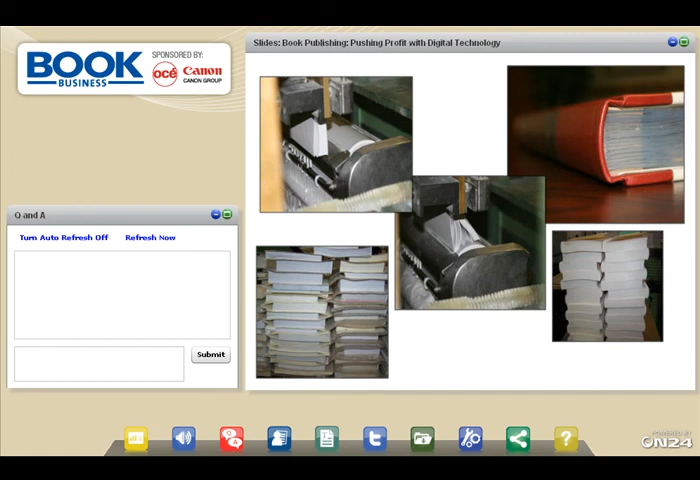 BOOK
BUSINESS
SPONSORED BY:
océ
Canon
CANON GROUP
Slides: Book Publishing: Pushing Profit with Digital Technology
Q and A
Turn Auto Refresh Off
Refresh Now
Submit
Q
A
?
POWERED BY
ON24